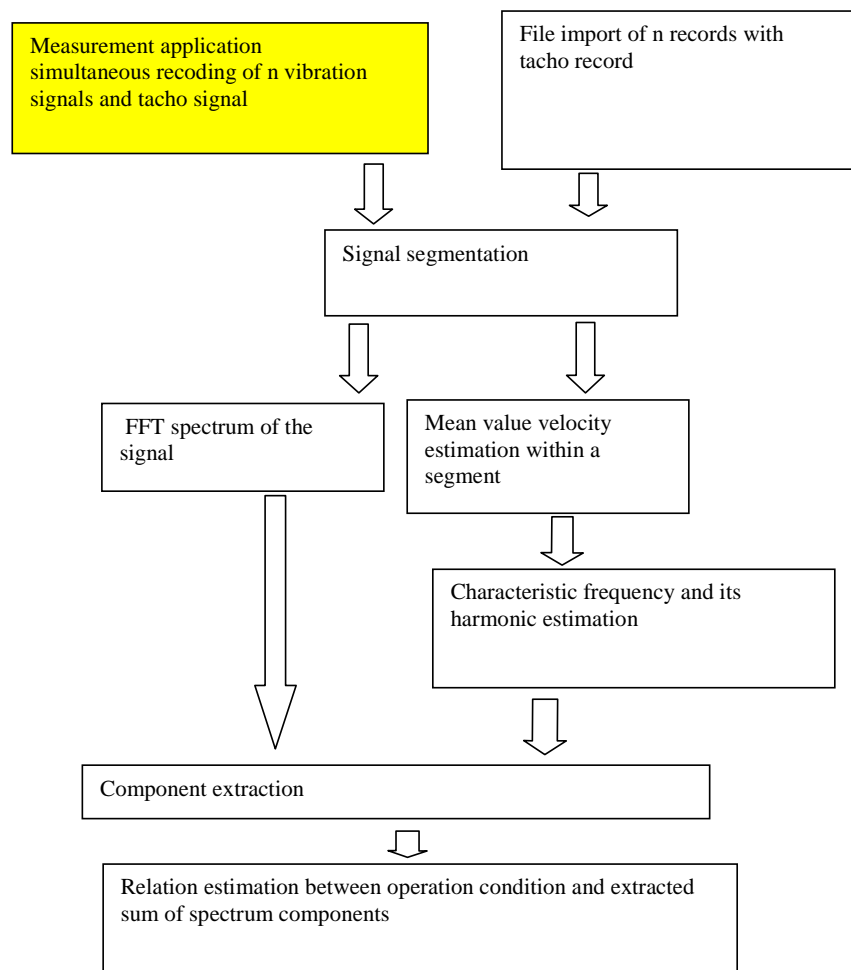 Measurement application
simultaneous recoding of n vibration
signals and tacho signal
File import of n records with
tacho record
Signal segmentation
FFT spectrum of the
signal
Mean value velocity
estimation within a
segment
Characteristic frequency and its
harmonic estimation
Component extraction
Relation estimation between operation condition and extracted
sum of spectrum components